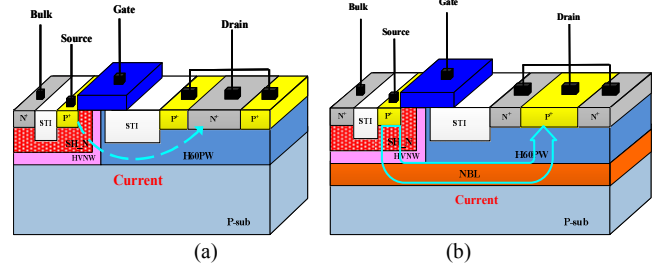 Bulk
Source
Gate
Drain
N+
STI
P+
STI
P+
N+
P+
SH_N
HVNW
H60PW
Current
P-sub
(a)
Bulk
Source
Gate
Drain
N+
STI
P+
STI
N+
P+
N+
HVNW
H60PW
NBL
Current
P-sub
(b)